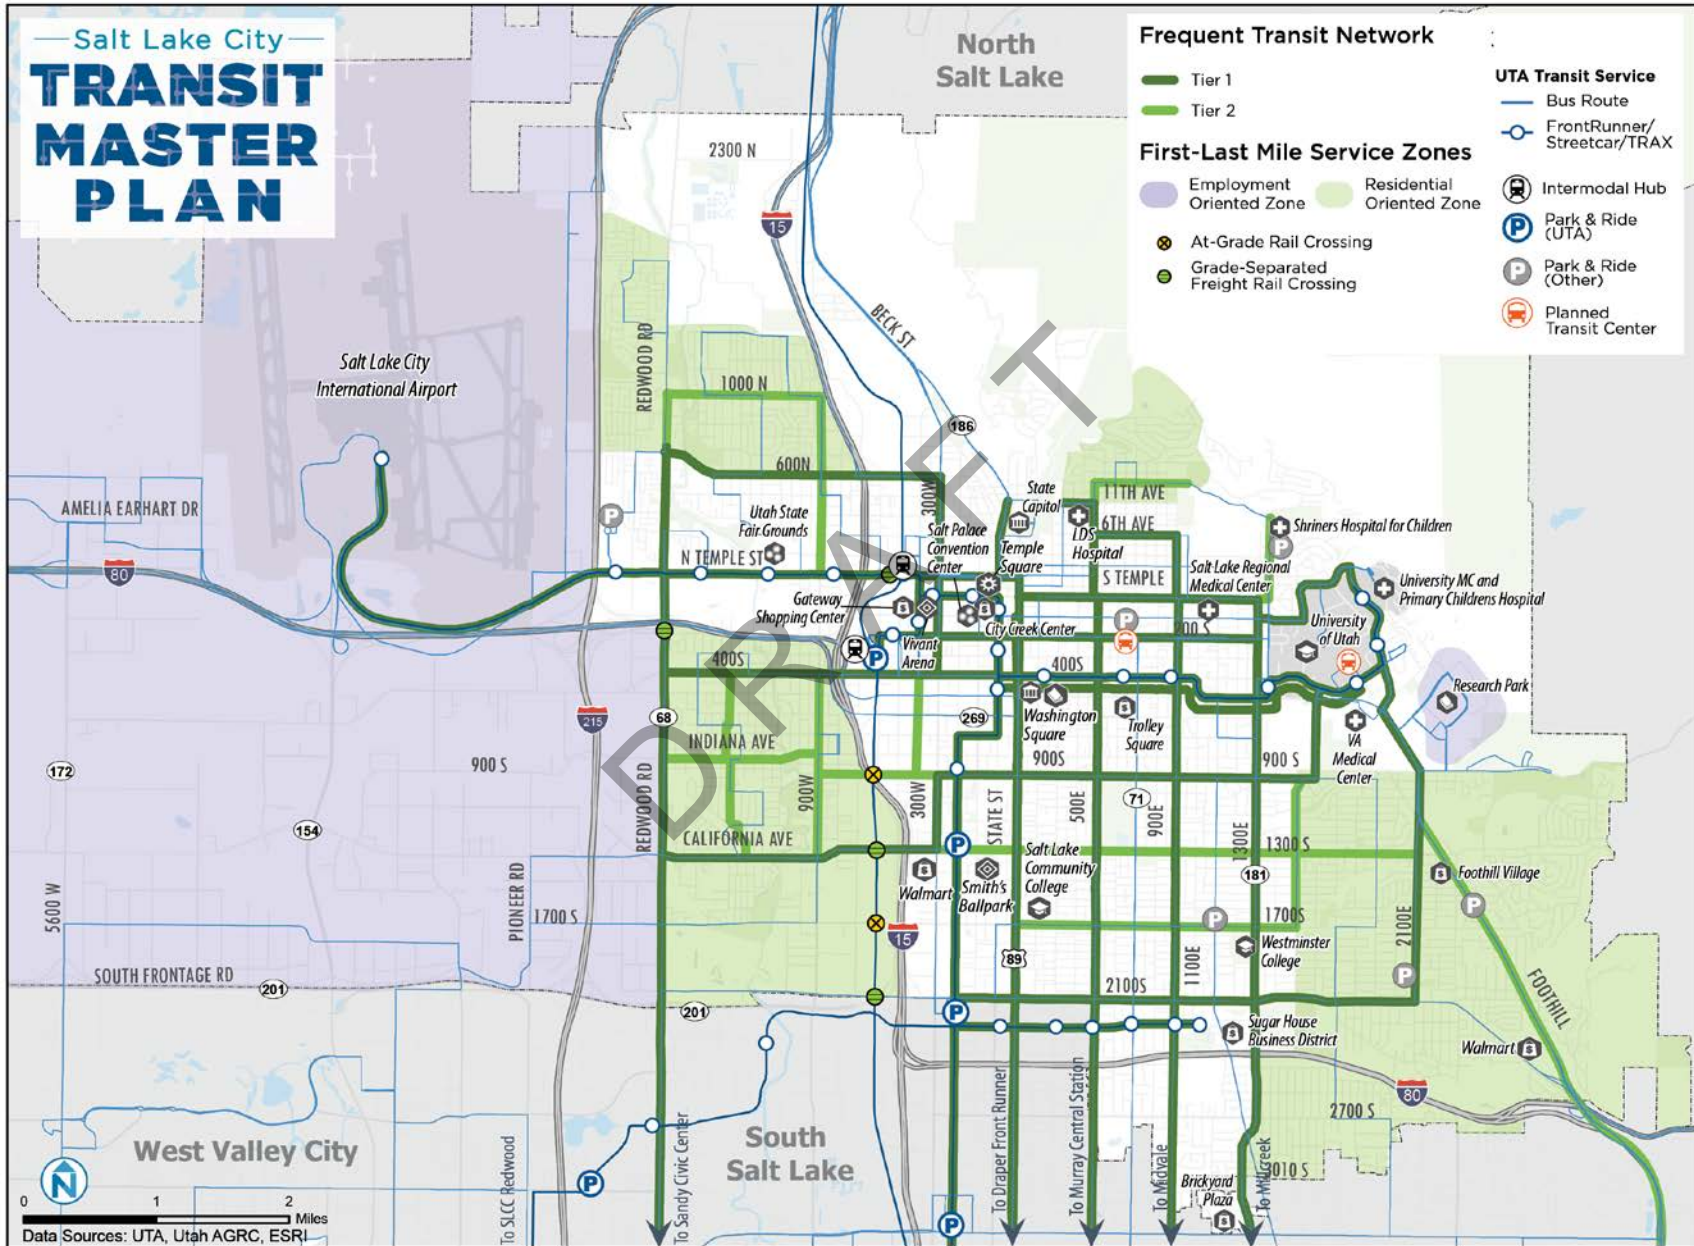 Salt Lake City
TRANSIT
MASTER
PLAN
Frequent Transit Network
Tier 1
Tier 2
First-Last Mile Service Zones
Employment
Oriented Zone
Residential
Oriented Zone
At-Grade Rail Crossing
Grade-Separated
Freight Rail Crossing
:
UTA Transit Service
Bus Route
FrontRunner/
Streetcar/TRAX
Intermodal Hub
P
Park & Ride
(UTA)
P
Park & Ride
(Other)
Planned
Transit Center
North
Salt Lake
2300 N
15
BECK ST
REDWOOD RD
Salt Lake City
International Airport
1000 N
186
600N
300W
State
Capitol
11TH AVE
6TH AVE
LDS
Hospital
Shriners Hospital for Children
P
AMELIA EARHART DR
P
Utah State
Fair Grounds
Salt Palace
Convention
Center
Temple
Square
N TEMPLE ST
S TEMPLE
Salt Lake Regional
Medical Center
University MC and
Primary Childrens Hospital
80
Gateway
Shopping Center
City Creek Center
P
200 S
University
of Utah
P
Vivant
Arena
400S
400S
Research Park
215
68
269
Washington
Square
Trolley
Square
VA
Medical
Center
INDIANA AVE
900 S
900S
900 S
172
REDWOOD RD
900W
300W
STATE ST
500E
71
900E
1300E
154
CALIFORNIA AVE
P
1300 S
Salt Lake
Community
College
181
Foothill Village
5600 W
PIONEER RD
Walmart
Smith's
Ballpark
P
1700 S
15
1700S
P
2100E
Westminster
College
89
1100E
P
SOUTH FRONTAGE RD
201
201
2100S
P
FOOTHILL
Sugar House
Business District
Walmart
80
2700 S
West Valley City
South
Salt Lake
3010 S
Brickyard
Plaza
P
P
To SLCC Redwood
To Sandy Civic Center
To Draper Front Runner
To Murray Central Station
To Midvale
To Millcreek
N
0 1 2
Miles
Data Sources: UTA, Utah AGRC, ESRI
DRAFT